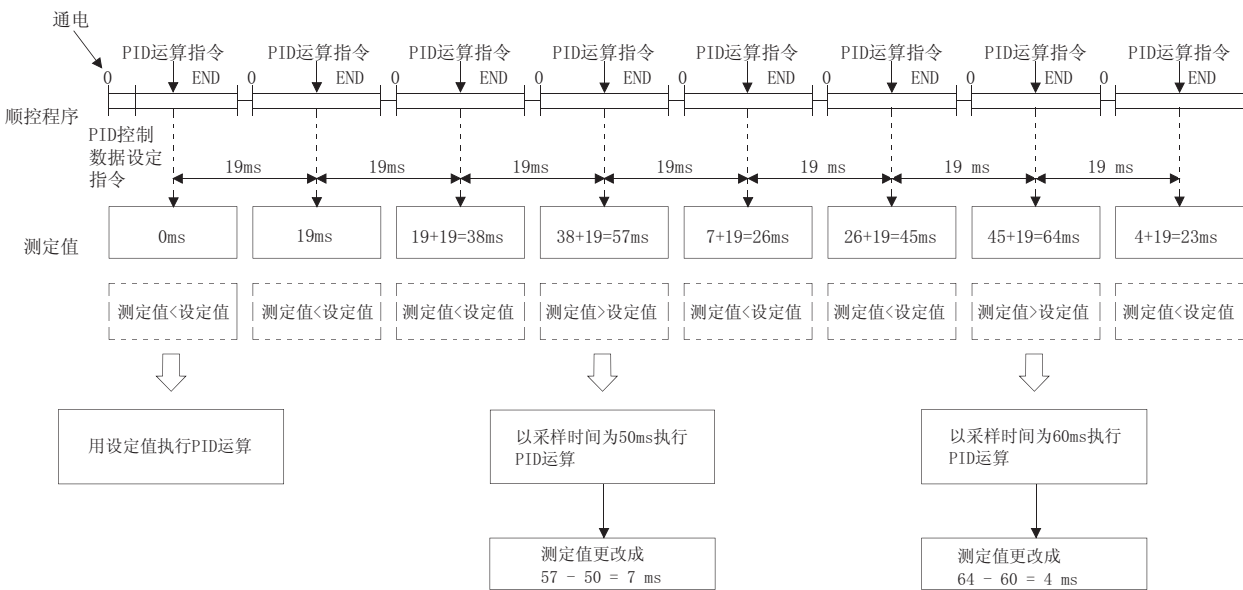 通电
PID运算指令 PID运算指令 PID运算指令 PID运算指令 PID运算指令 PID运算指令 PID运算指令 PID运算指令
0 END 0 END 0 END 0 END 0 END 0 END 0 END 0 END
顺控程序
PID控制
数据设定
指令
19ms 19ms 19ms 19ms 19 ms 19 ms 19 ms
测定值
0ms 19ms 19+19=38ms 38+19=57ms 7+19=26ms 26+19=45ms 45+19=64ms 4+19=23ms
测定值<设定值 测定值<设定值 测定值<设定值 测定值>设定值 测定值<设定值 测定值<设定值 测定值>设定值 测定值<设定值
用设定值执行PID运算
以采样时间为50ms执行
PID运算
以采样时间为60ms执行
PID运算
测定值更改成
57 - 50 = 7 ms
测定值更改成
64 - 60 = 4 ms